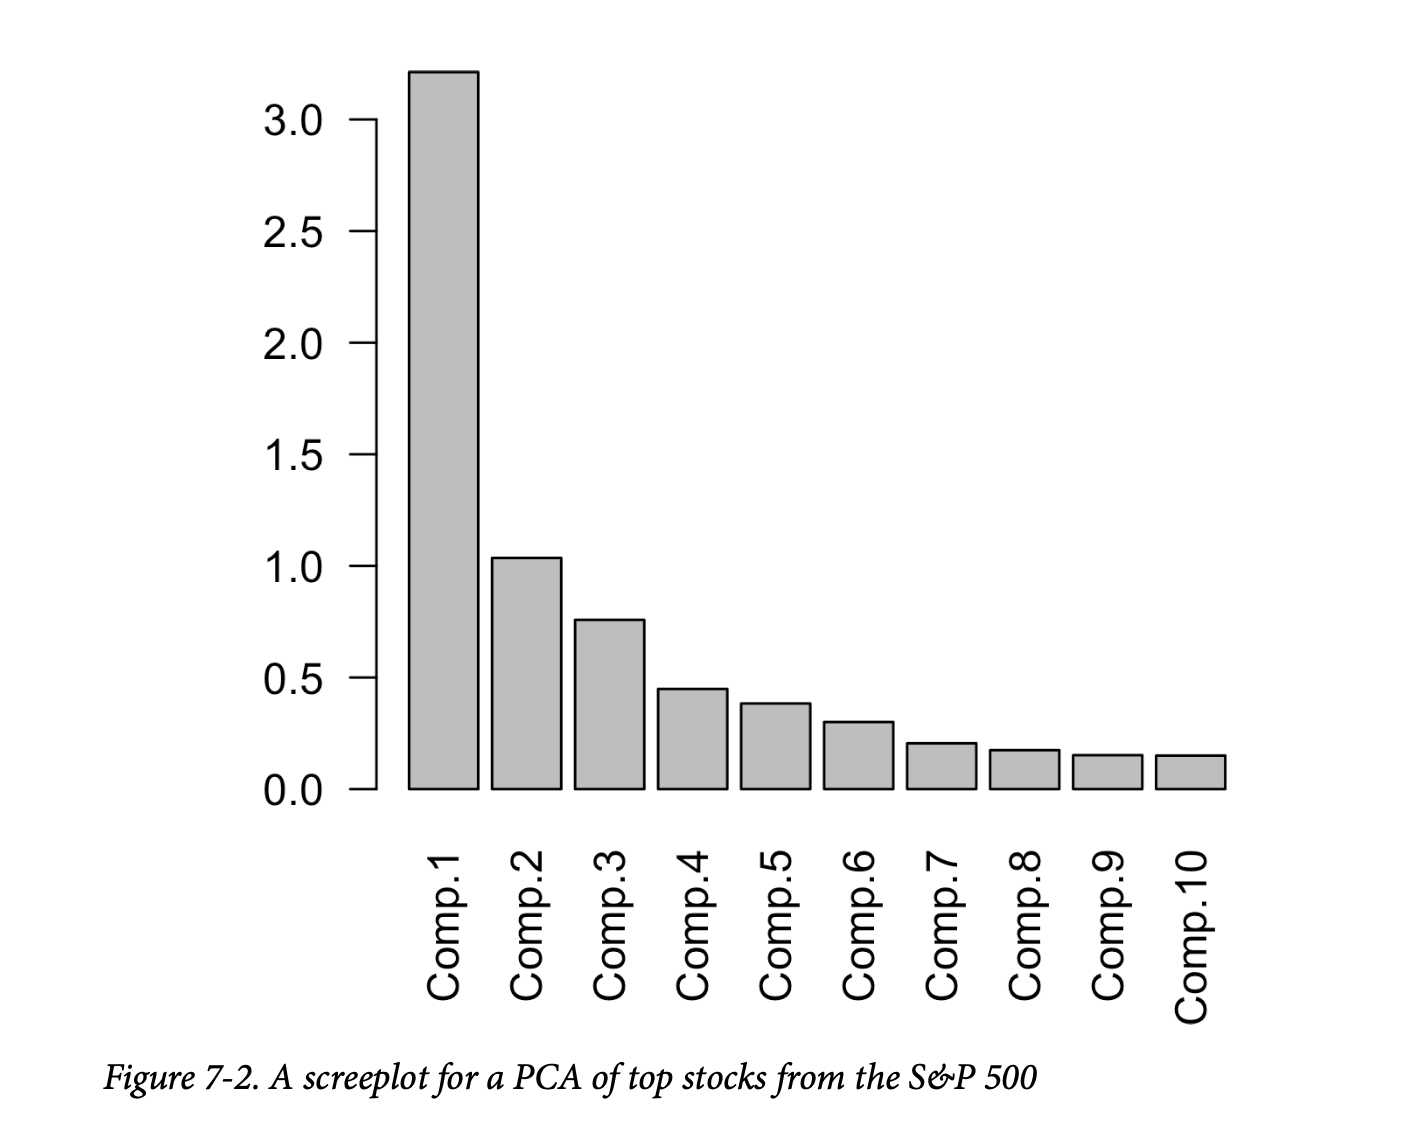 3.0
2.5
2.0
1.5
1.0
0.5
0.0
Comp.1
Comp.2
Comp.3
Comp.4
Comp.5
Comp.6
Comp.7
Comp.8
Comp.9
Comp.10
Figure 7-2. A screeplot for a PCA of top stocks from the S&P 500